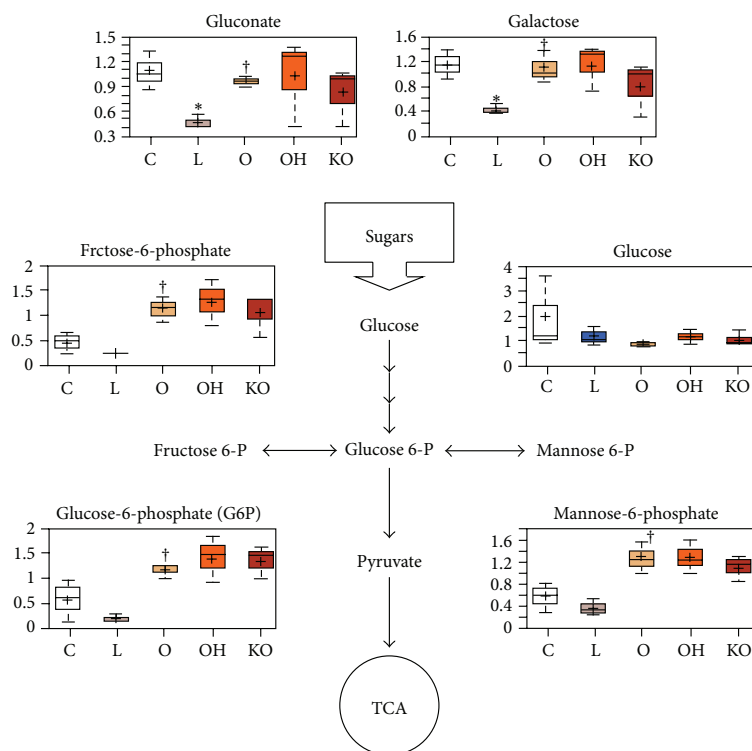 Gluconate
1.5
1.2
0.9
0.6
0.3
*
†
C L O OH KO
Galactose
1.6
1.2
0.8
0.4
0
*
†
C L O OH KO
Sugars
Frctose-6-phosphate
2
1.5
1
0.5
0
†
C L O OH KO
Glucose
Glucose
4
3
2
1
0
C L O OH KO
Fructose 6-P
Glucose 6-P
Mannose 6-P
Glucose-6-phosphate (G6P)
2
1.5
1
0.5
0
†
C L O OH KO
Pyruvate
Mannose-6-phosphate
1.6
1.2
0.8
0.4
0
†
C L O OH KO
TCA